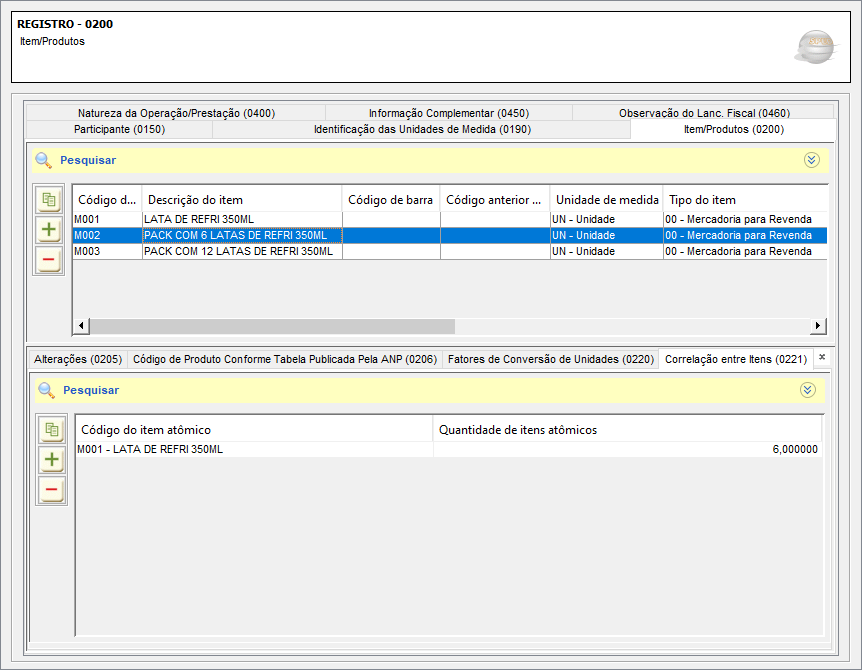 REGISTRO - 0200
Item/Produtos
Natureza da Operação/Prestação (0400) Informação Complementar (0450) Observacão do Lanc. Fiscal (0460)
Participante (0150) Identificação das Unidades de Medida (0190) Item/Produtos (0200)
Pesquisar
Código d... Descrição do item Código de barra Código anterior ... Unidade de medida Tipo do item
M001 LATA DE REFRI 350ML UN - Unidade 00 - Mercadoria para Revenda
M002 PACK COM 6 LATAS DE REFRI 350ML UN - Unidade 00 - Mercadoria para Revenda
M003 PACK COM 12 LATAS DE REFRI 350ML UN - Unidade 00 - Mercadoria para Revenda
Alterações (0205) Código de Produto Conforme Tabela Publicada Pela ANP (0206) Fatores de Conversão de Unidades (0220) Correlação entre Itens (0221)
Pesquisar
Código do item atômico Quantidade de itens atômicos
M001 - LATA DE REFRI 350ML 6,000000